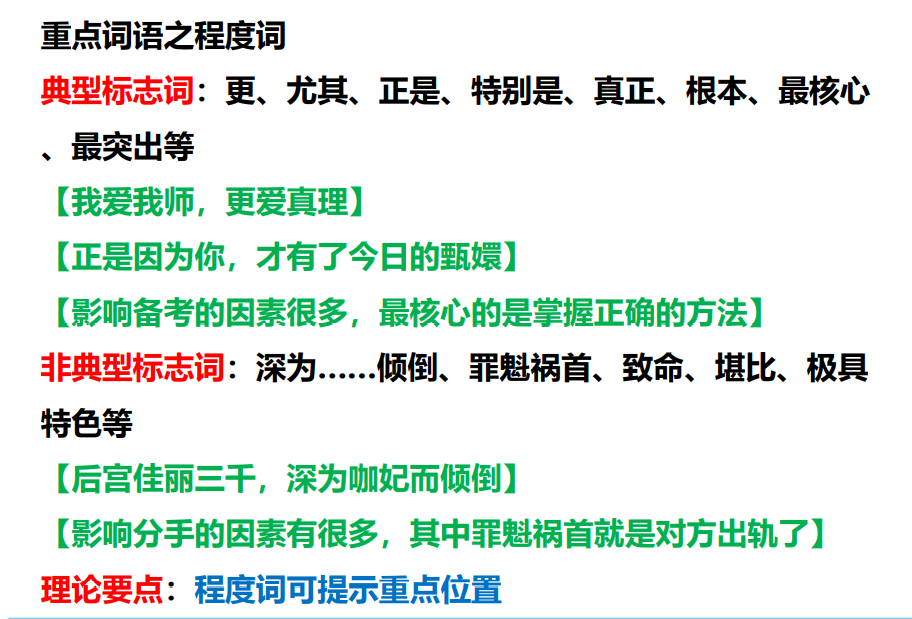 重点词语之程度词
典型标志词：更、尤其、正是、特别是、真正、根本、最核心
、最突出等
【我爱我师，更爱真理】
【正是因为你，才有了今日的甄嬛】
【影响备考的因素很多，最核心的是掌握正确的方法】
非典型标志词：深为……倾倒、罪魁祸首、致命、堪比、极具
特色等
【后宫佳丽三千，深为咖妃而倾倒】
【影响分手的因素有很多，其中罪魁祸首就是对方出轨了】
理论要点：程度词可提示重点位置